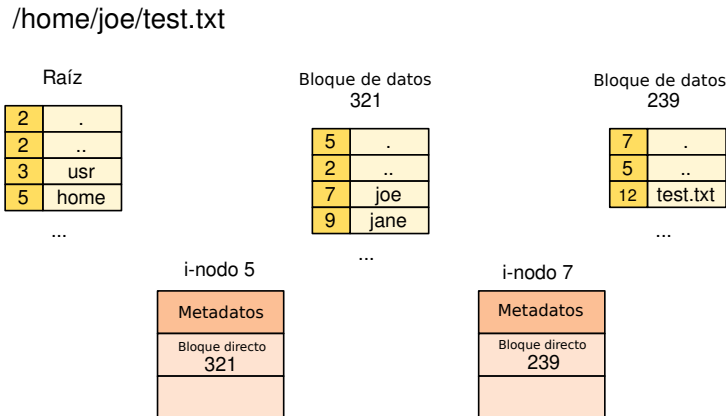 /home/joe/test.txt
Raíz
2 .
2 ..
3 usr
5 home
...
i-nodo 5
Metadatos
Bloque directo
321
Bloque de datos
321
5 .
2 ..
7 joe
9 jane
...
i-nodo 7
Metadatos
Bloque directo
239
Bloque de datos
239
7 .
5 ..
12 test.txt
...